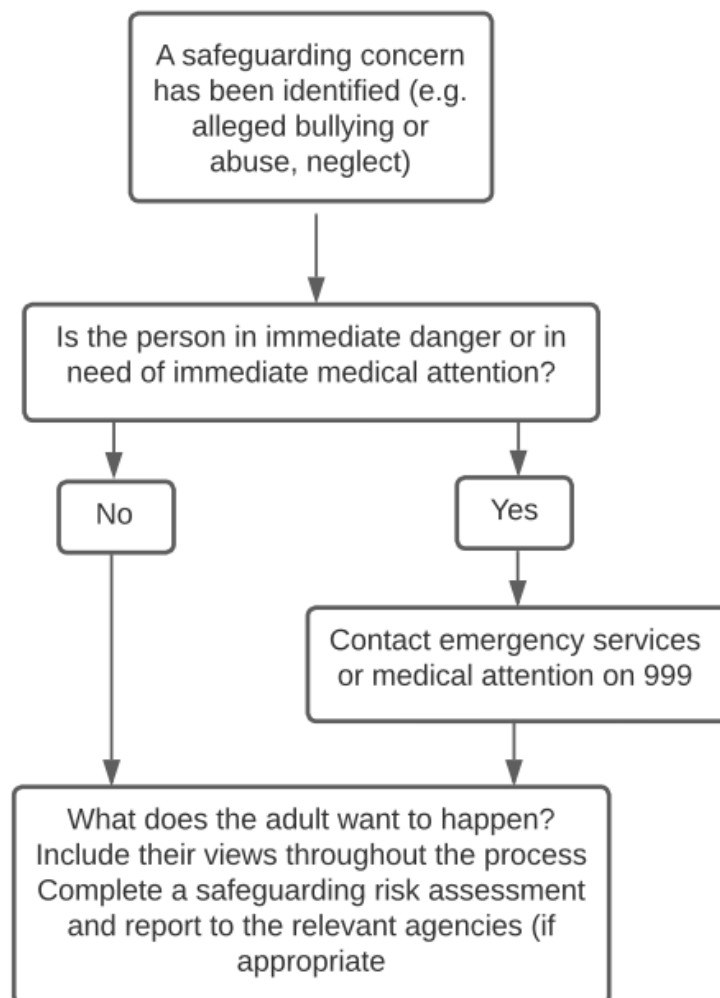 A safeguarding concern
has been identified (e.g.
alleged bullying or
abuse, neglect)
Is the person in immediate danger or in
need of immediate medical attention?
No
Yes
Contact emergency services
or medical attention on 999
What does the adult want to happen?
Include their views throughout the process
Complete a safeguarding risk assessment
and report to the relevant agencies (if
appropriate